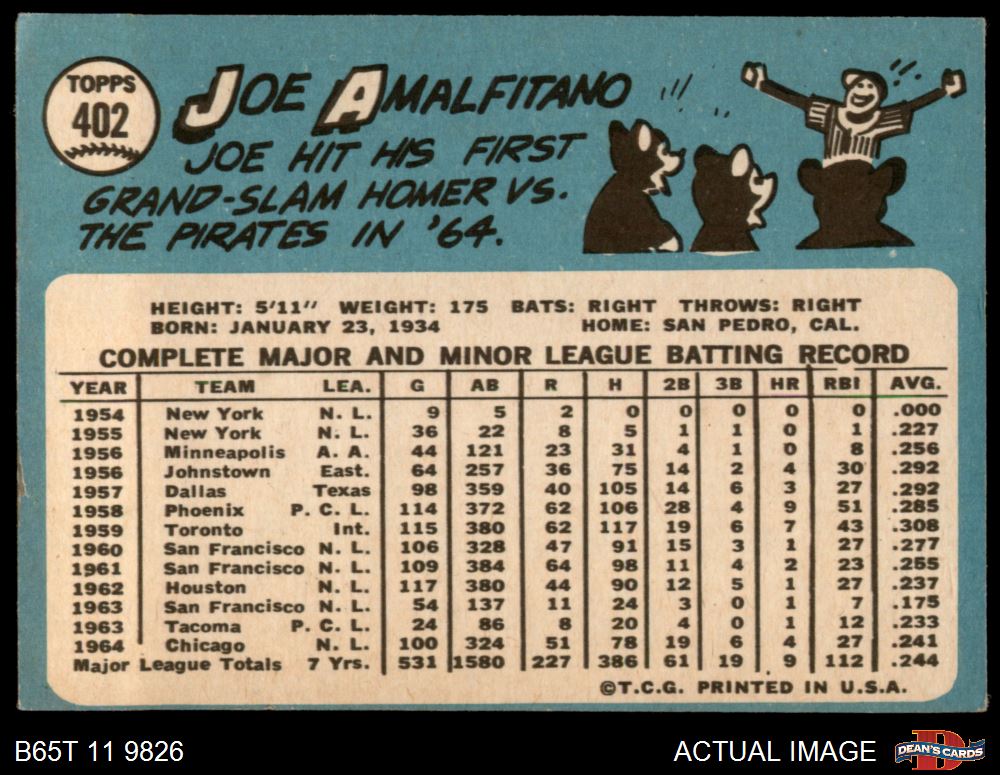 TOPPS
402
JOE AMALFITANO
JOE HIT HIS FIRST
GRAND-SLAM HOMER VS.
THE PIRATES IN '64.
HEIGHT: 5'11" WEIGHT: 175 BATS: RIGHT THROWS: RIGHT
BORN: JANUARY 23, 1934 HOME: SAN PEDRO, CAL.
COMPLETE MAJOR AND MINOR LEAGUE BATTING RECORD
YEAR TEAM LEA. G AB R H 2B 3B HR RBI AVG.
1954 New York N. L. 9 5 2 0 0 0 0 0 .000
1955 New York N. L. 36 22 8 5 1 1 0 1 .227
1956 Minneapolis A. A. 44 121 23 31 4 1 0 8 .256
1956 Johnstown East. 64 257 36 75 14 2 4 30 .292
1957 Dallas Texas 98 359 40 105 14 6 3 27 .292
1958 Phoenix P. C. L. 114 372 62 106 28 4 9 51 .285
1959 Toronto Int. 115 380 62 117 19 6 7 43 .308
1960 San Francisco N. L. 106 328 47 91 15 3 1 27 .277
1961 San Francisco N. L. 109 384 64 98 11 4 2 23 .255
1962 Houston N. L. 117 380 44 90 12 5 1 27 .237
1963 San Francisco N. L. 54 137 11 24 3 0 1 7 .175
1963 Tacoma P. C. L. 24 86 8 20 4 0 1 12 .233
1964 Chicago N. L. 100 324 51 78 19 6 4 27 .241
Major League Totals 7 Yrs. 531 1580 227 386 61 19 9 112 .244
©T.C.G. PRINTED IN U.S.A.
B65T 11 9826 ACTUAL IMAGE D DEAN'S CARDS